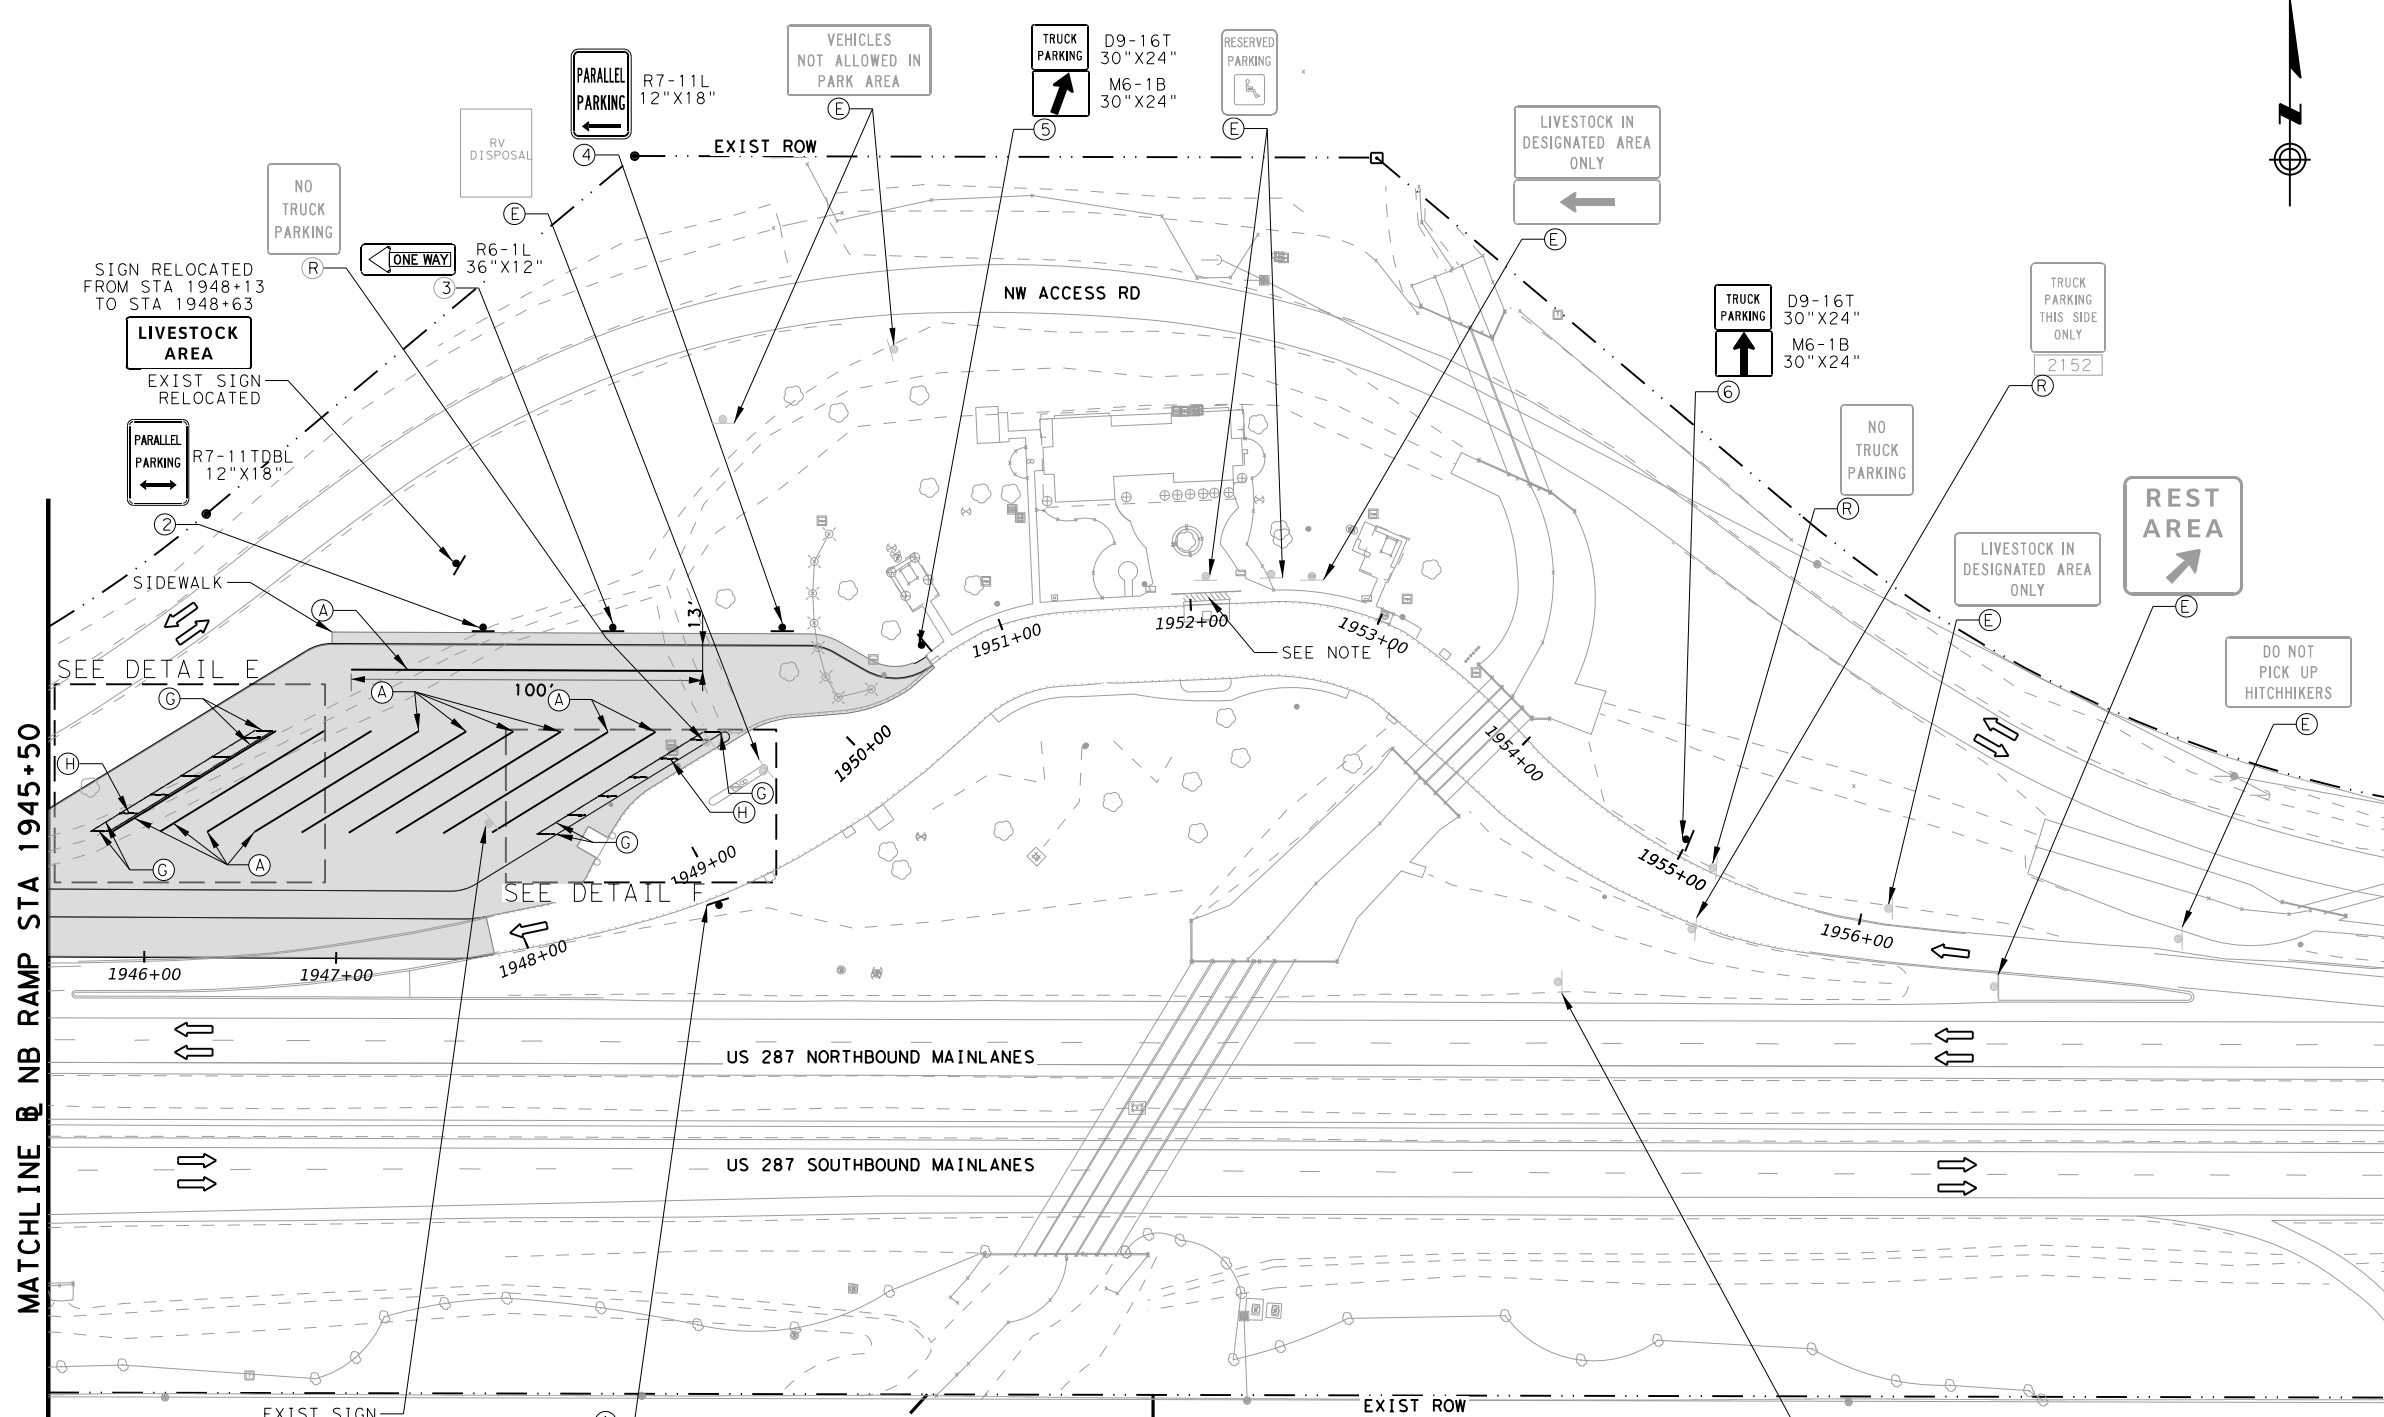 VEHICLES
NOT ALLOWED IN
PARK AREA
E
TRUCK
PARKING
D9-16T
30"X24"
M6-1B
30"X24"
5
RESERVED
PARKING
E
PARALLEL
PARKING
R7-11L
12"X18"
4
EXIST ROW
RV
DISPOSAL
E
LIVESTOCK IN
DESIGNATED AREA
ONLY
E
N
NO
TRUCK
PARKING
R
ONE WAY
R6-1L
36"X12"
3
SIGN RELOCATED
FROM STA 1948+13
TO STA 1948+63
LIVESTOCK
AREA
EXIST SIGN
RELOCATED
PARALLEL
PARKING
R7-11TDBL
12"X18"
2
SIDEWALK
NW ACCESS RD
TRUCK
PARKING
D9-16T
30"X24"
M6-1B
30"X24"
6
TRUCK
PARKING
THIS SIDE
ONLY
2152
R
NO
TRUCK
PARKING
R
REST
AREA
E
LIVESTOCK IN
DESIGNATED AREA
ONLY
E
DO NOT
PICK UP
HITCHHIKERS
E
A
13'
SEE DETAIL E
100'
A
A
G
H
G
A
G
H
G
SEE DETAIL F
SEE NOTE 1
1946+00
1947+00
1948+00
1949+00
1950+00
1951+00
1952+00
1953+00
1954+00
1955+00
1956+00
MATCHLINE BL NB RAMP STA 1945+50
US 287 NORTHBOUND MAINLANES
US 287 SOUTHBOUND MAINLANES
EXIST SIGN
EXIST ROW